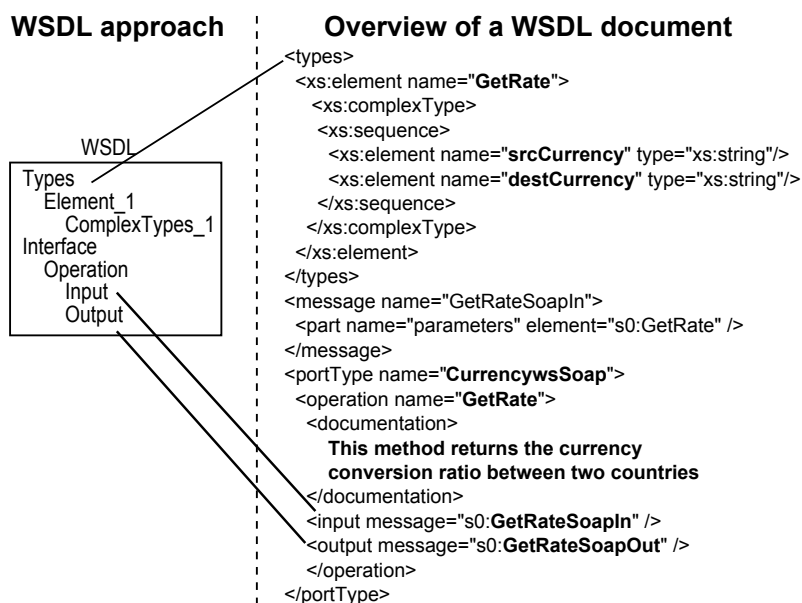 WSDL approach
Overview of a WSDL document
WSDL
Types
Element_1
ComplexTypes_1
Interface
Operation
Input
Output
<types>
<xs:element name="GetRate">
<xs:complexType>
<xs:sequence>
<xs:element name="srcCurrency" type="xs:string"/>
<xs:element name="destCurrency" type="xs:string"/>
</xs:sequence>
</xs:complexType>
</xs:element>
</types>
<message name="GetRateSoapIn">
<part name="parameters" element="s0:GetRate" />
</message>
<portType name="CurrencywsSoap">
<operation name="GetRate">
<documentation>
This method returns the currency
conversion ratio between two countries
</documentation>
<input message="s0:GetRateSoapIn" />
<output message="s0:GetRateSoapOut" />
</operation>
</portType>